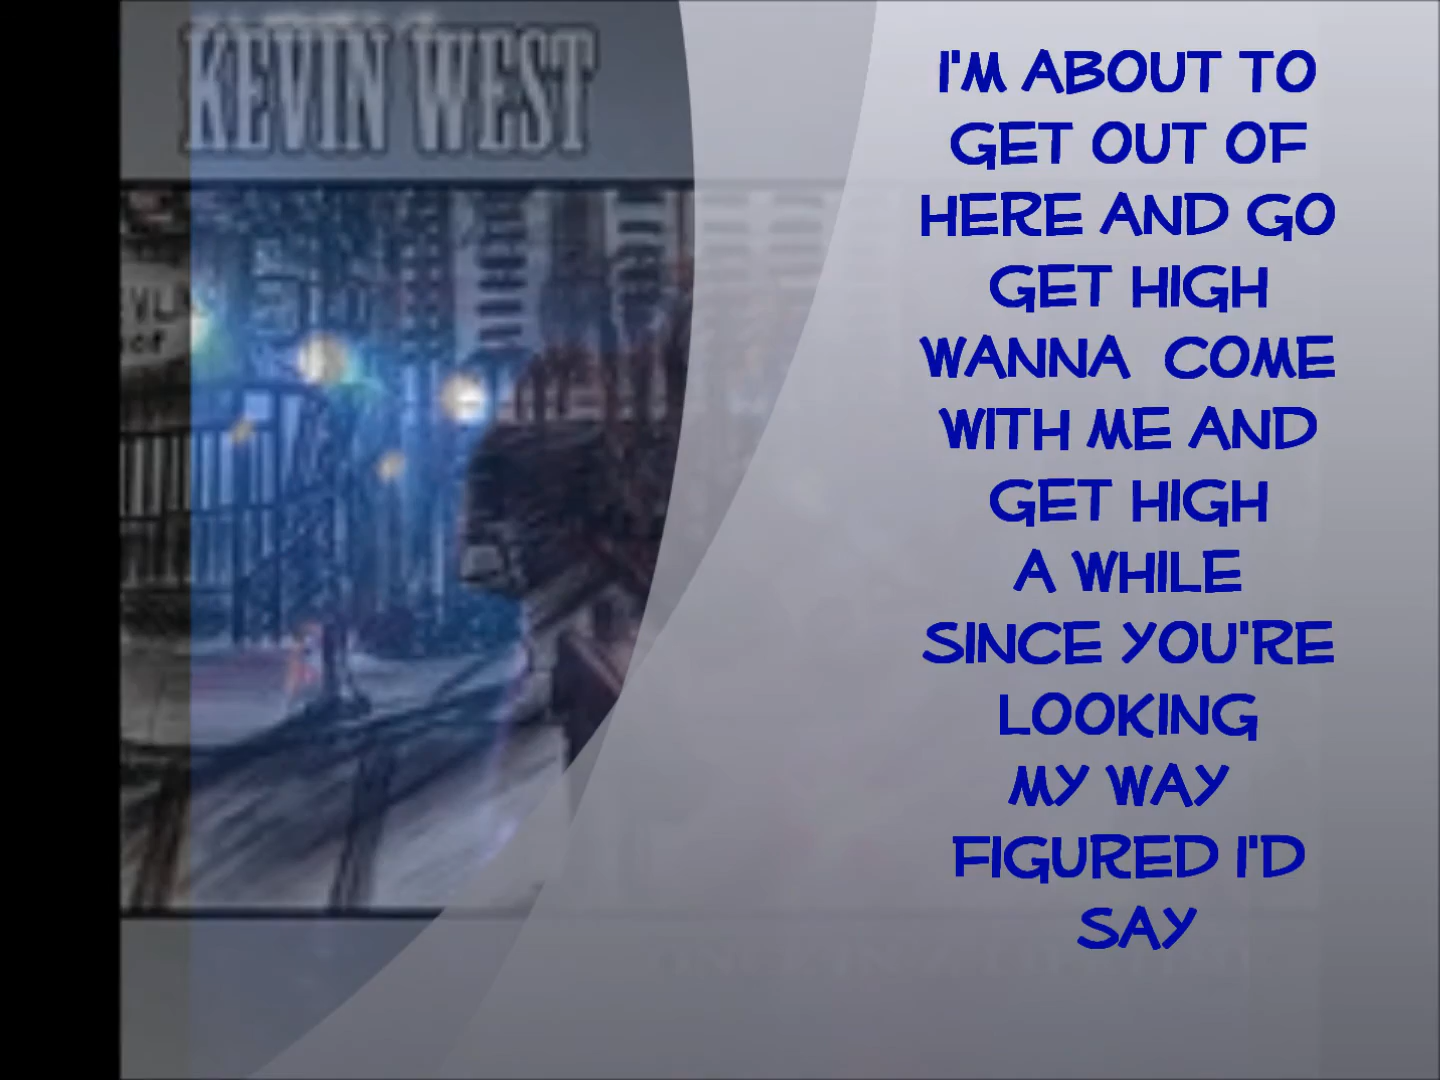 KEVIN WEST
I'M ABOUT TO
GET OUT OF
HERE AND GO
GET HIGH
WANNA COME
WITH ME AND
GET HIGH
A WHILE
SINCE YOU'RE
LOOKING
MY WAY
FIGURED I'D
SAY